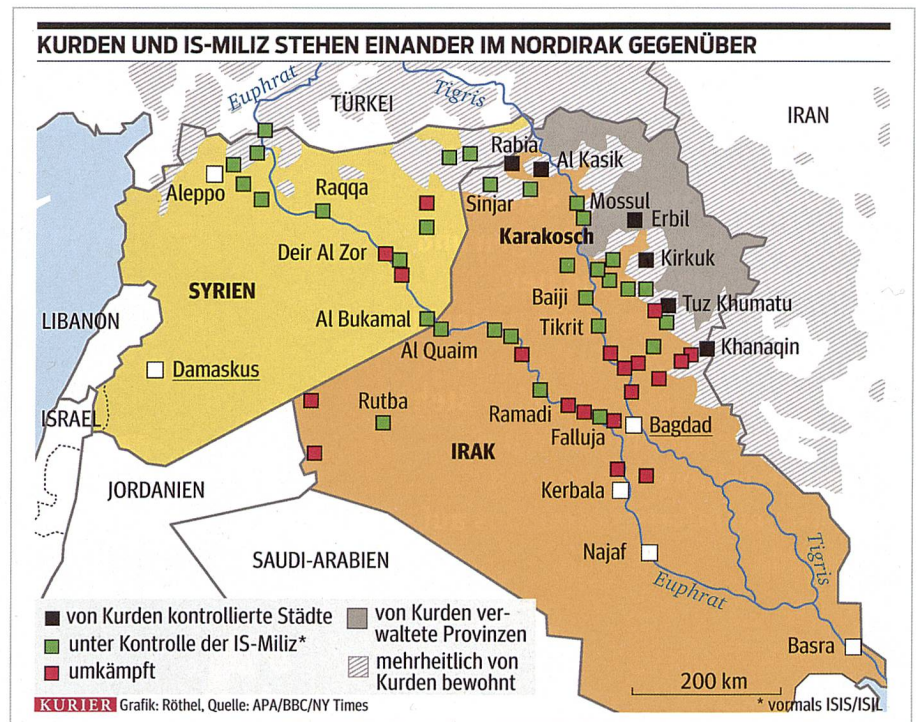 KURDEN UND IS-MILIZ STEHEN EINANDER IM NORDIRAK GEGENÜBER
Euphrat
Tigris
TÜRKEI
IRAN
Rabia
Al Kasik
Aleppo
Raqqa
Sinjar
Mossul
Erbil
Karakosch
Deir Al Zor
Kirkuk
SYRIEN
Baiji
Tuz Khumatu
LIBANON
Al Bukamal
Tikrit
Al Quaim
Khanaqin
Damaskus
ISRAEL
Rutba
Ramadi
Falluja
Bagdad
IRAK
JORDANIEN
Kerbala
SAUDI-ARABIEN
Najaf
Tigris
Euphrat
Basra
von Kurden kontrollierte Städte
unter Kontrolle der IS-Miliz*
umkämpft
von Kurden ver-
waltete Provinzen
mehrheitlich von
Kurden bewohnt
200 km
KURIER Grafik: Röthel, Quelle: APA/BBC/NY Times
* vormals ISIS/ISIL